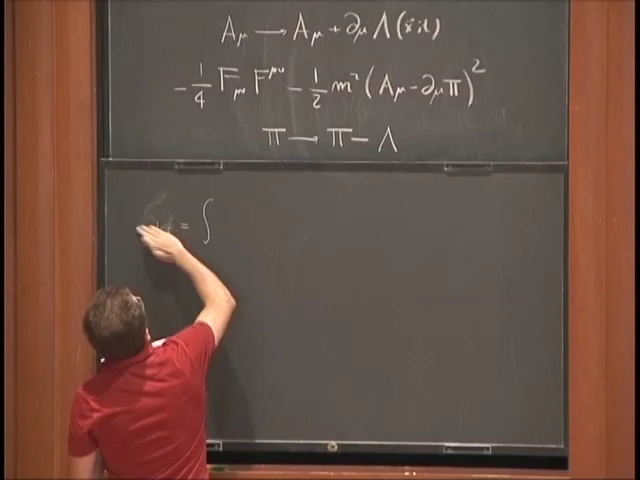 A_μ → A_μ + ∂_μ Λ(x⃗,t)
-1/4 F_μν F^μν - 1/2 m² (A_μ - ∂_μ π)²
π → π - Λ
= ∫